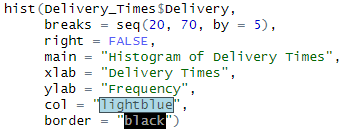 hist(Delivery_Times$Delivery,
breaks = seq(20, 70, by = 5),
right = FALSE,
main = "Histogram of Delivery Times",
xlab = "Delivery Times",
ylab = "Frequency",
col = "lightblue",
border = "black")